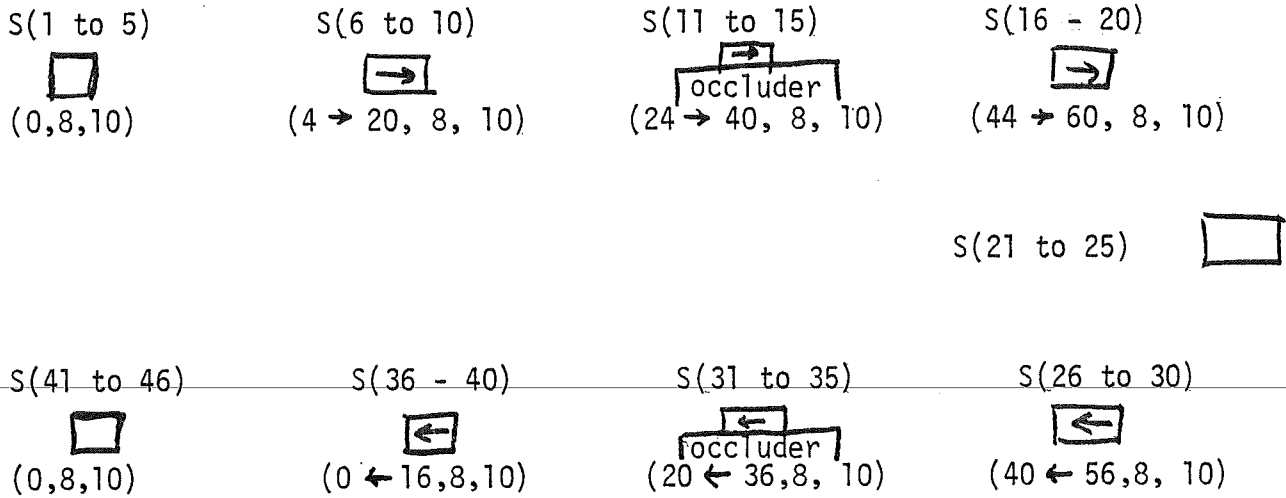 S(1 to 5) S(6 to 10) S(11 to 15) S(16 - 20)
occluder
(0,8,10) (4 → 20, 8, 10) (24 → 40, 8, 10) (44 → 60, 8, 10)
S(21 to 25)
S(41 to 46) S(36 - 40) S(31 to 35) S(26 to 30)
occluder
(0,8,10) (0 ← 16,8,10) (20 ← 36,8, 10) (40 ← 56,8, 10)